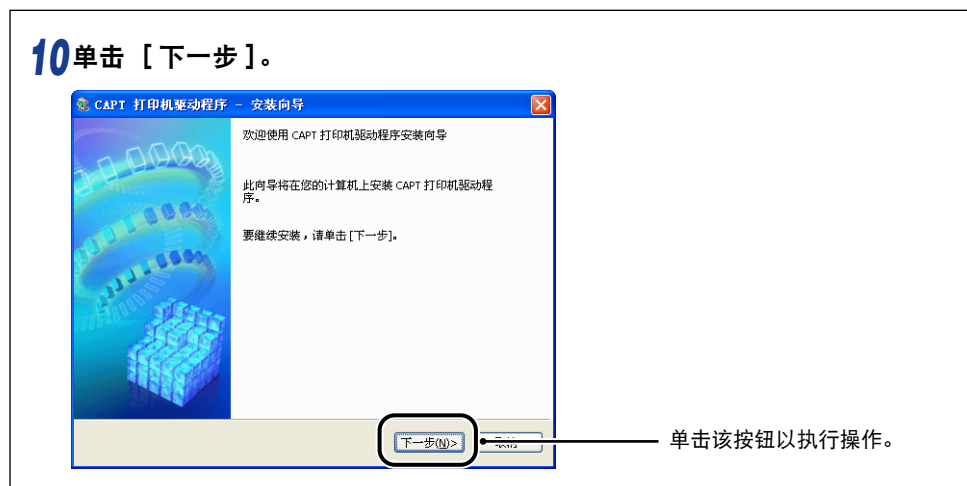 10单击 [下一步]。
CAPT 打印机驱动程序 - 安装向导
欢迎使用 CAPT 打印机驱动程序安装向导
此向导将在您的计算机上安装 CAPT 打印机驱动程
序。
要继续安装，请单击[下一步]。
下一步(N)>
单击该按钮以执行操作。